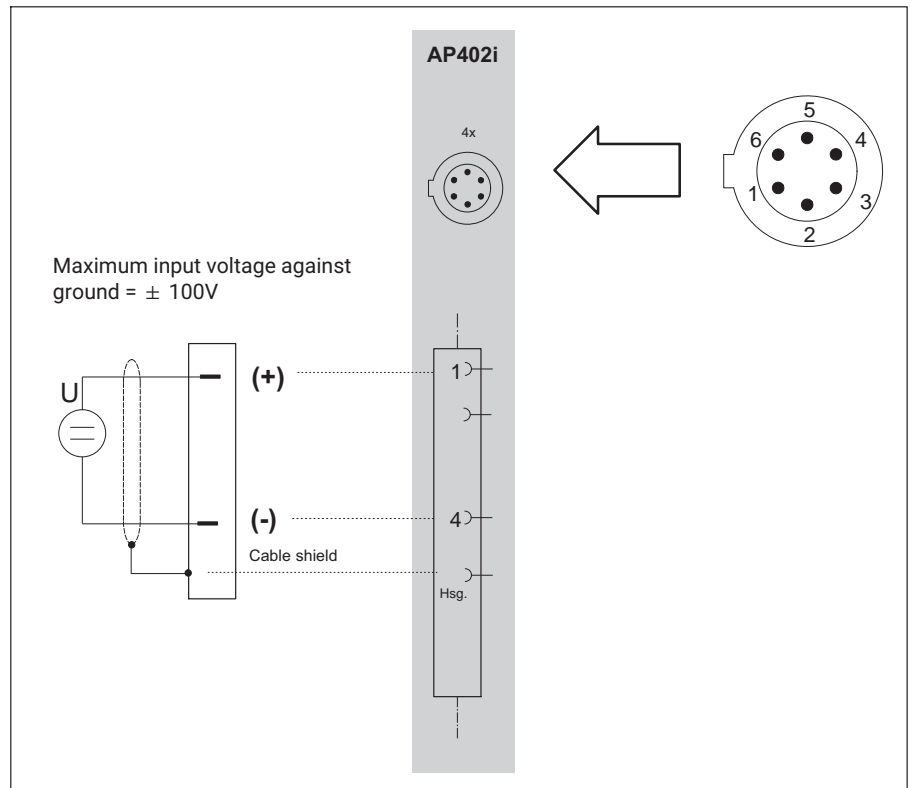 AP402i
4x
5
6
4
1
3
2
Maximum input voltage against
ground = ± 100V
U
(+)
1
(-)
4
Cable shield
Hsg.